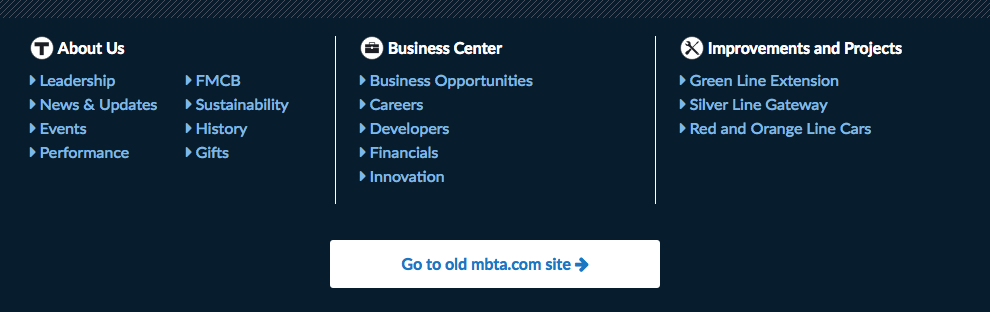 About Us
Leadership
News & Updates
Events
Performance
FMCB
Sustainability
History
Gifts
Business Center
Business Opportunities
Careers
Developers
Financials
Innovation
Improvements and Projects
Green Line Extension
Silver Line Gateway
Red and Orange Line Cars
Go to old mbta.com site